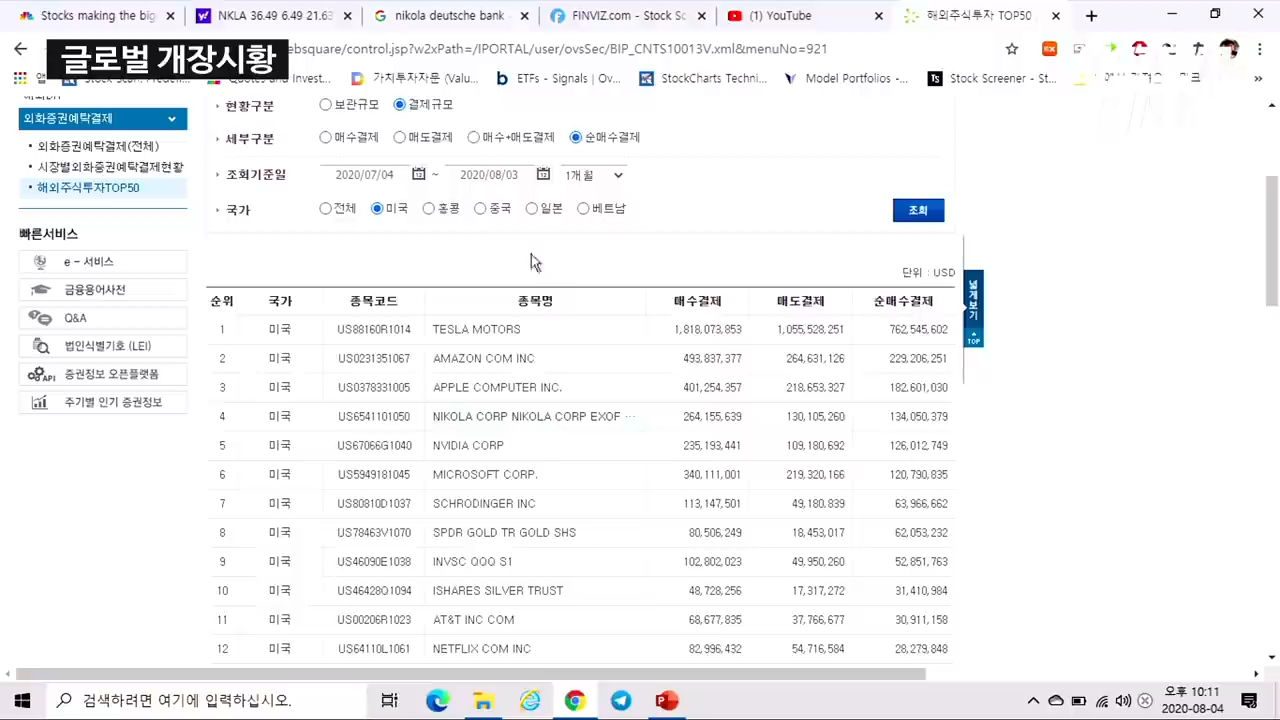 Stocks making the big
NKLA 36.49 6.49 21.63
nikola deutsche bank -
FINVIZ.com - Stock Sc
(1) YouTube
해외주식투자 TOP50
글로벌 개장시황
ebsquare/control.jsp?w2xPath=/IPORTAL/user/ovsSec/BIP_CNTS10013V.xml&menuNo=921
가치투자자문 (Valu...
ETFs - Signals | Ov...
StockCharts Techni...
Model Portfolios -...
Stock Screener - St...
외화증권예탁결제
외화증권예탁결제(전체)
시장별외화증권예탁결제현황
해외주식투자TOP50
빠른서비스
e - 서비스
금융용어사전
Q&A
법인식별기호 (LEI)
증권정보 오픈플랫폼
주기별 인기 증권정보
현황구분 보관규모 결제규모
세부구분 매수결제 매도결제 매수+매도결제 순매수결제
조회기준일 2020/07/04 ~ 2020/08/03 1개월
국가 전체 미국 홍콩 중국 일본 베트남 조회
단위 : USD
넓게보기
TOP
순위 국가 종목코드 종목명 매수결제 매도결제 순매수결제
1 미국 US88160R1014 TESLA MOTORS 1,818,073,853 1,055,528,251 762,545,602
2 미국 US0231351067 AMAZON COM INC 493,837,377 264,631,126 229,206,251
3 미국 US0378331005 APPLE COMPUTER INC. 401,254,357 218,653,327 182,601,030
4 미국 US6541101050 NIKOLA CORP NIKOLA CORP EXOF ... 264,155,639 130,105,260 134,050,379
5 미국 US67066G1040 NVIDIA CORP 235,193,441 109,180,692 126,012,749
6 미국 US5949181045 MICROSOFT CORP. 340,111,001 219,320,166 120,790,835
7 미국 US80810D1037 SCHRODINGER INC 113,147,501 49,180,839 63,966,662
8 미국 US78463V1070 SPDR GOLD TR GOLD SHS 80,506,249 18,453,017 62,053,232
9 미국 US46090E1038 INVSC QQQ S1 102,802,023 49,950,260 52,851,763
10 미국 US46428Q1094 ISHARES SILVER TRUST 48,728,256 17,317,272 31,410,984
11 미국 US00206R1023 AT&T INC COM 68,677,835 37,766,677 30,911,158
12 미국 US64110L1061 NETFLIX COM INC 82,996,432 54,716,584 28,279,848
검색하려면 여기에 입력하십시오.
오후 10:11
2020-08-04